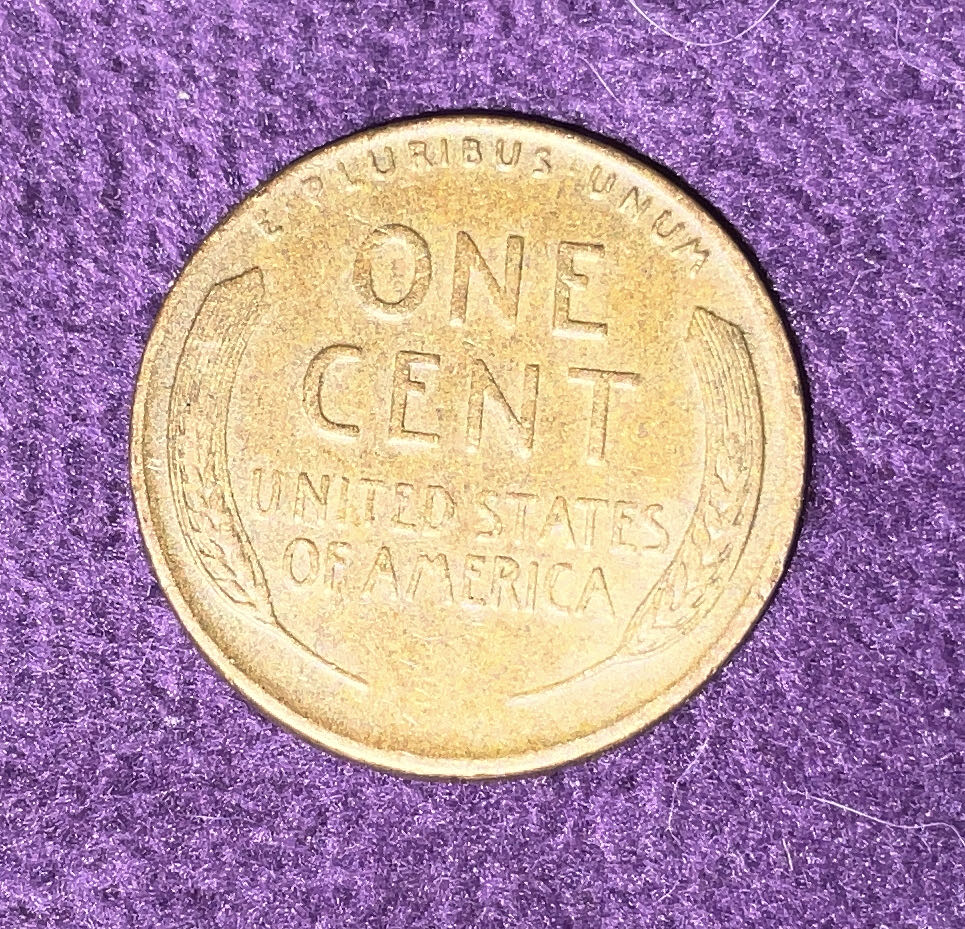 E·PLURIBUS·UNUM
ONE
CENT
UNITED STATES
OF AMERICA